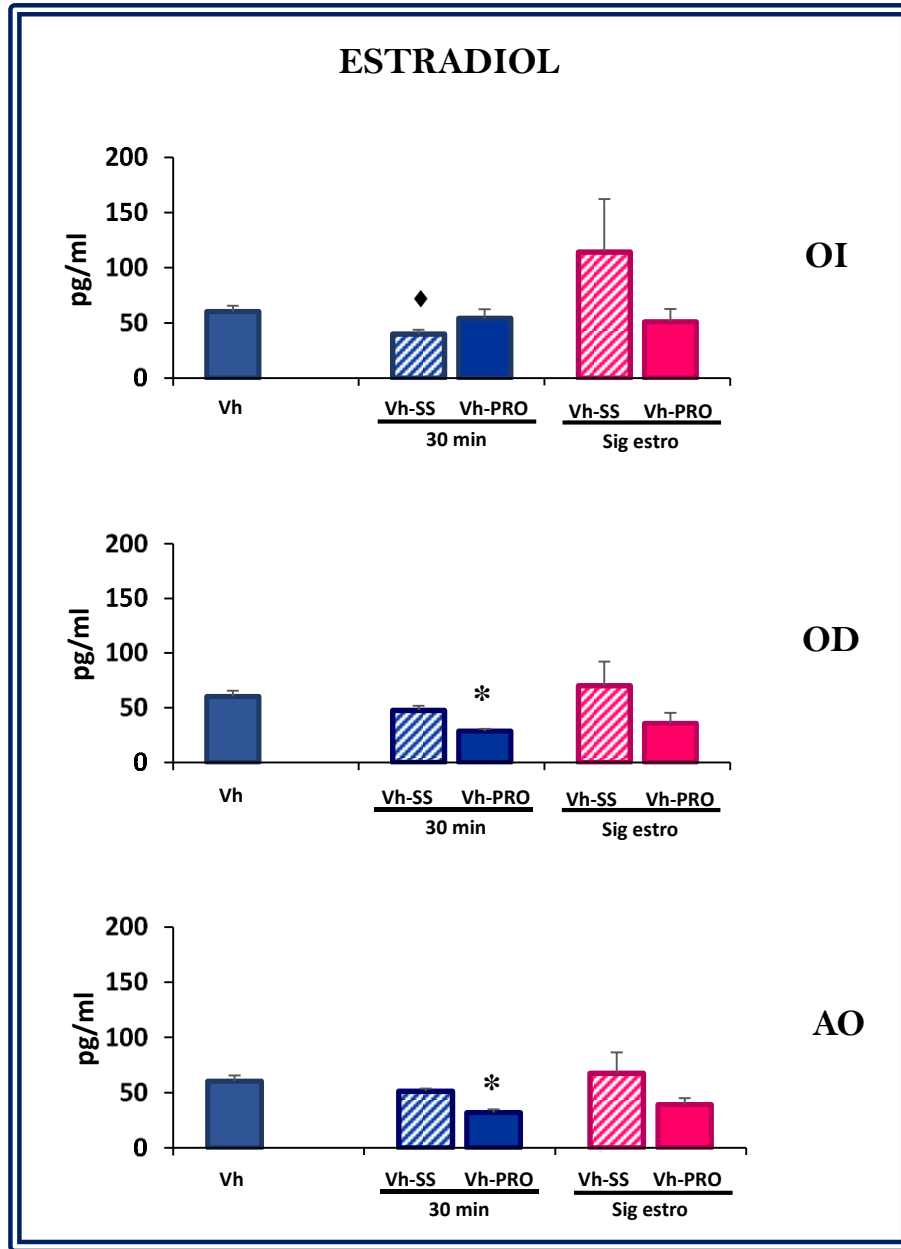 ESTRADIOL
200
150
100
50
0
pg/ml
♦
OI
Vh
Vh-SS Vh-PRO
Vh-SS Vh-PRO
30 min
Sig estro
200
150
100
50
0
pg/ml
*
OD
Vh
Vh-SS Vh-PRO
Vh-SS Vh-PRO
30 min
Sig estro
200
150
100
50
0
pg/ml
*
AO
Vh
Vh-SS Vh-PRO
Vh-SS Vh-PRO
30 min
Sig estro